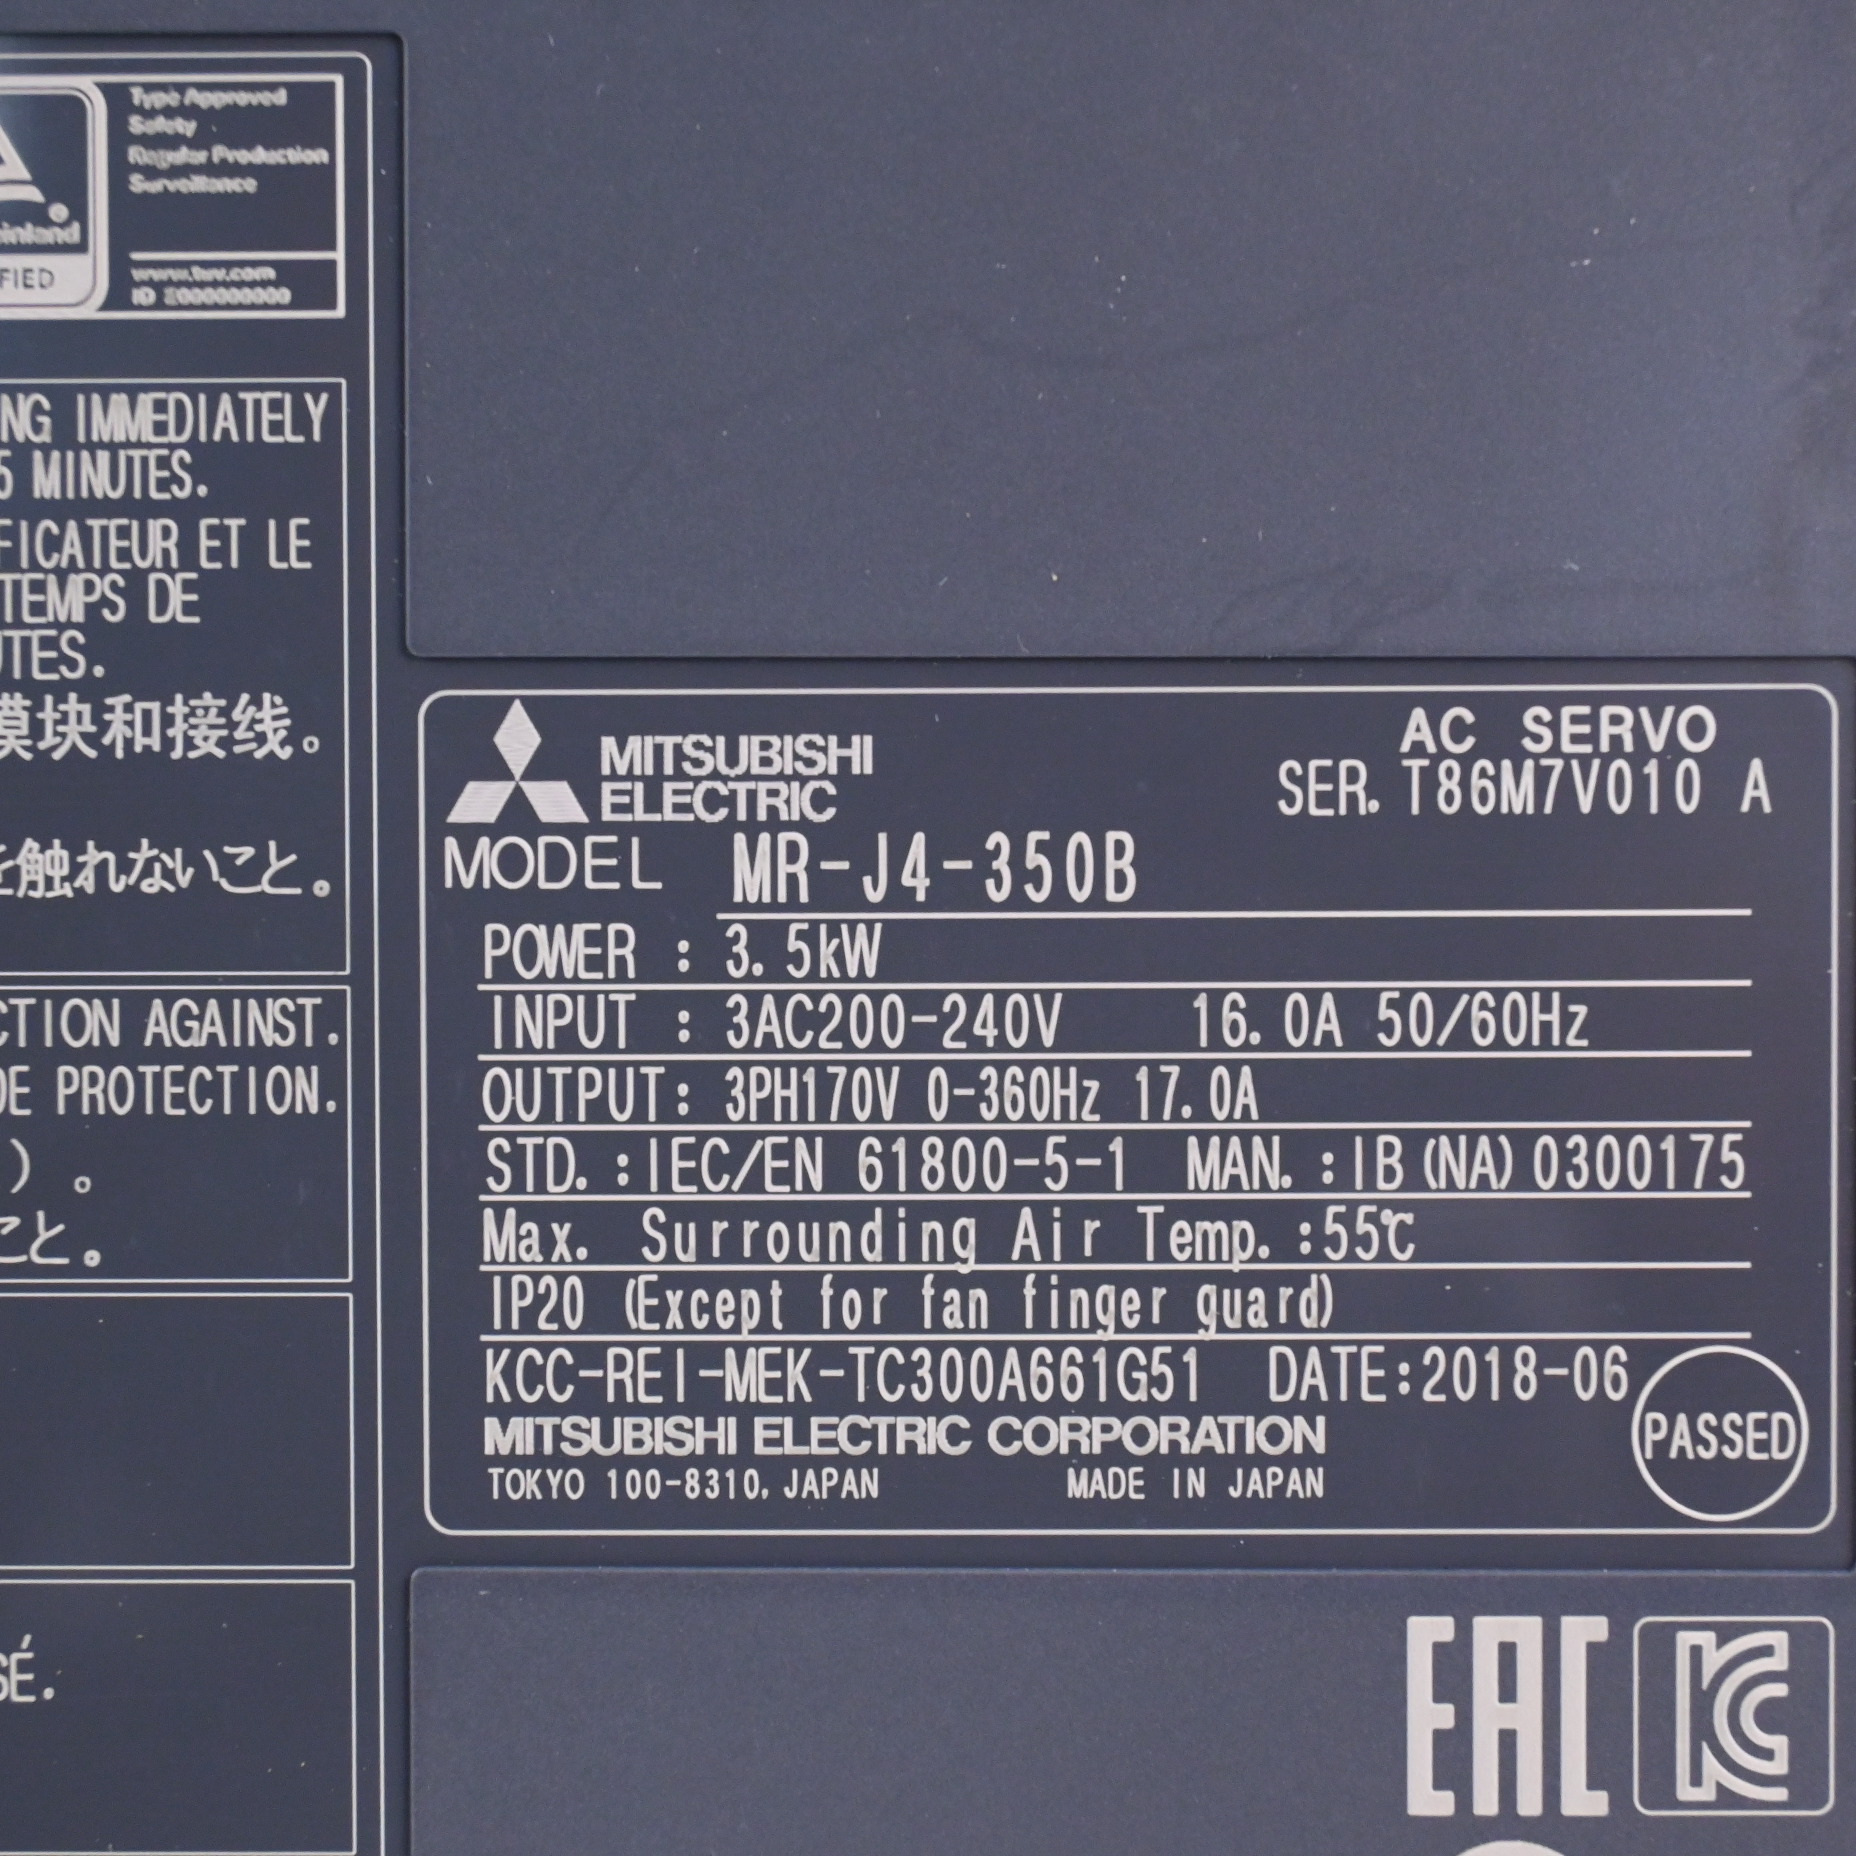 Type Approved
Safety
Regular Production
Surveillance
einland
FIED
www.tuv.com
NG IMMEDIATELY
5 MINUTES.
FICATEUR ET LE
TEMPS DE
UTES.
模块和接线。
を触れないこと。
CTION AGAINST.
DE PROTECTION.
)。
こと。
SÉ.
MITSUBISHI
ELECTRIC
AC SERVO
SER. T86M7V010 A
MODEL MR-J4-350B
POWER : 3.5kW
INPUT : 3AC200-240V 16.0A 50/60Hz
OUTPUT: 3PH170V 0-360Hz 17.0A
STD.:IEC/EN 61800-5-1 MAN.:IB(NA)0300175
Max. Surrounding Air Temp.:55℃
IP20 (Except for fan finger guard)
KCC-REI-MEK-TC300A661G51 DATE:2018-06
PASSED
MITSUBISHI ELECTRIC CORPORATION
TOKYO 100-8310, JAPAN MADE IN JAPAN
EAC
KC